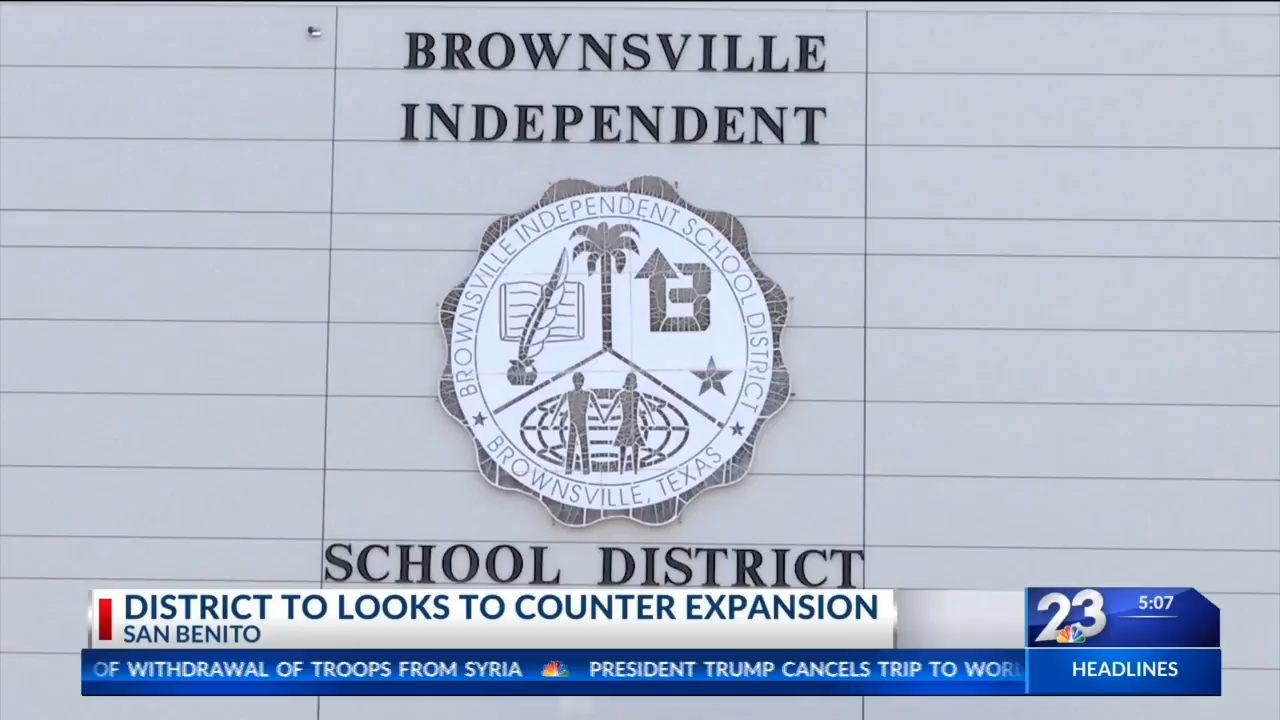 BROWNSVILLE
INDEPENDENT
BROWNSVILLE INDEPENDENT SCHOOL DISTRICT
BROWNSVILLE, TEXAS
SCHOOL DISTRICT
DISTRICT TO LOOKS TO COUNTER EXPANSION
SAN BENITO
23
5:07
OF WITHDRAWAL OF TROOPS FROM SYRIA PRESIDENT TRUMP CANCELS TRIP TO
HEADLINES